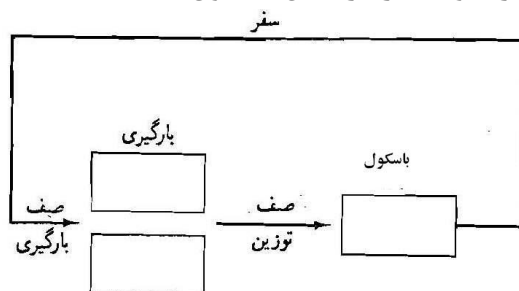 سفر
بارگیری
باسکول
صف
بارگیری
صف
توزین